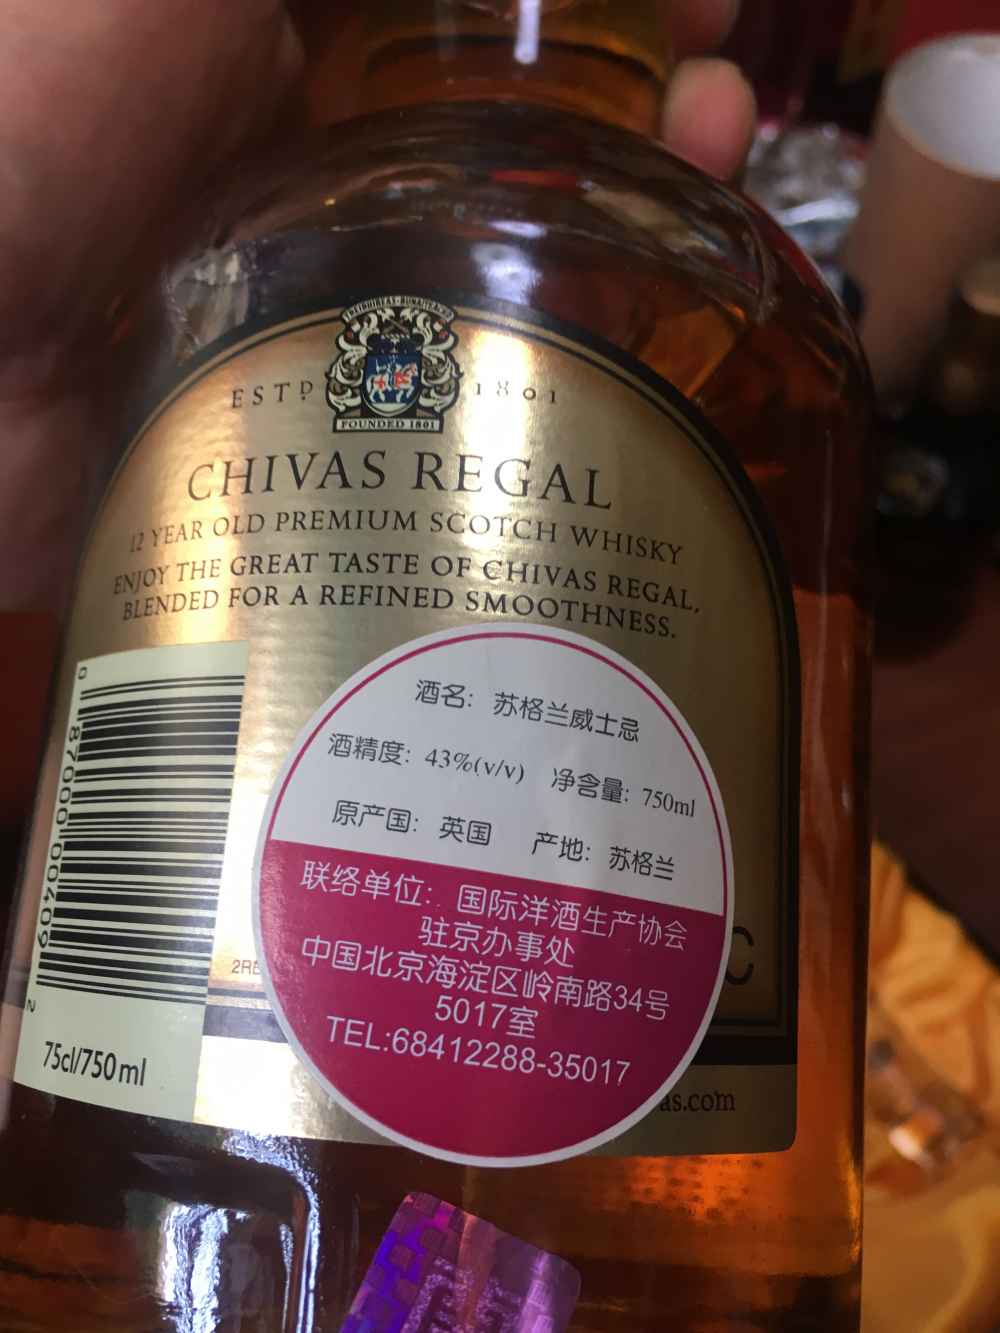 ESTD
1801
FOUNDED 1801
CHIVAS REGAL
12 YEAR OLD PREMIUM SCOTCH WHISKY
ENJOY THE GREAT TASTE OF CHIVAS REGAL,
BLENDED FOR A REFINED SMOOTHNESS.
酒名: 苏格兰威士忌
酒精度: 43%(v/v) 净含量: 750ml
原产国: 英国 产地: 苏格兰
联络单位: 国际洋酒生产协会
驻京办事处
中国北京海淀区岭南路34号
5017室
TEL:68412288-35017
0 87000 00409 2
75cl/750ml